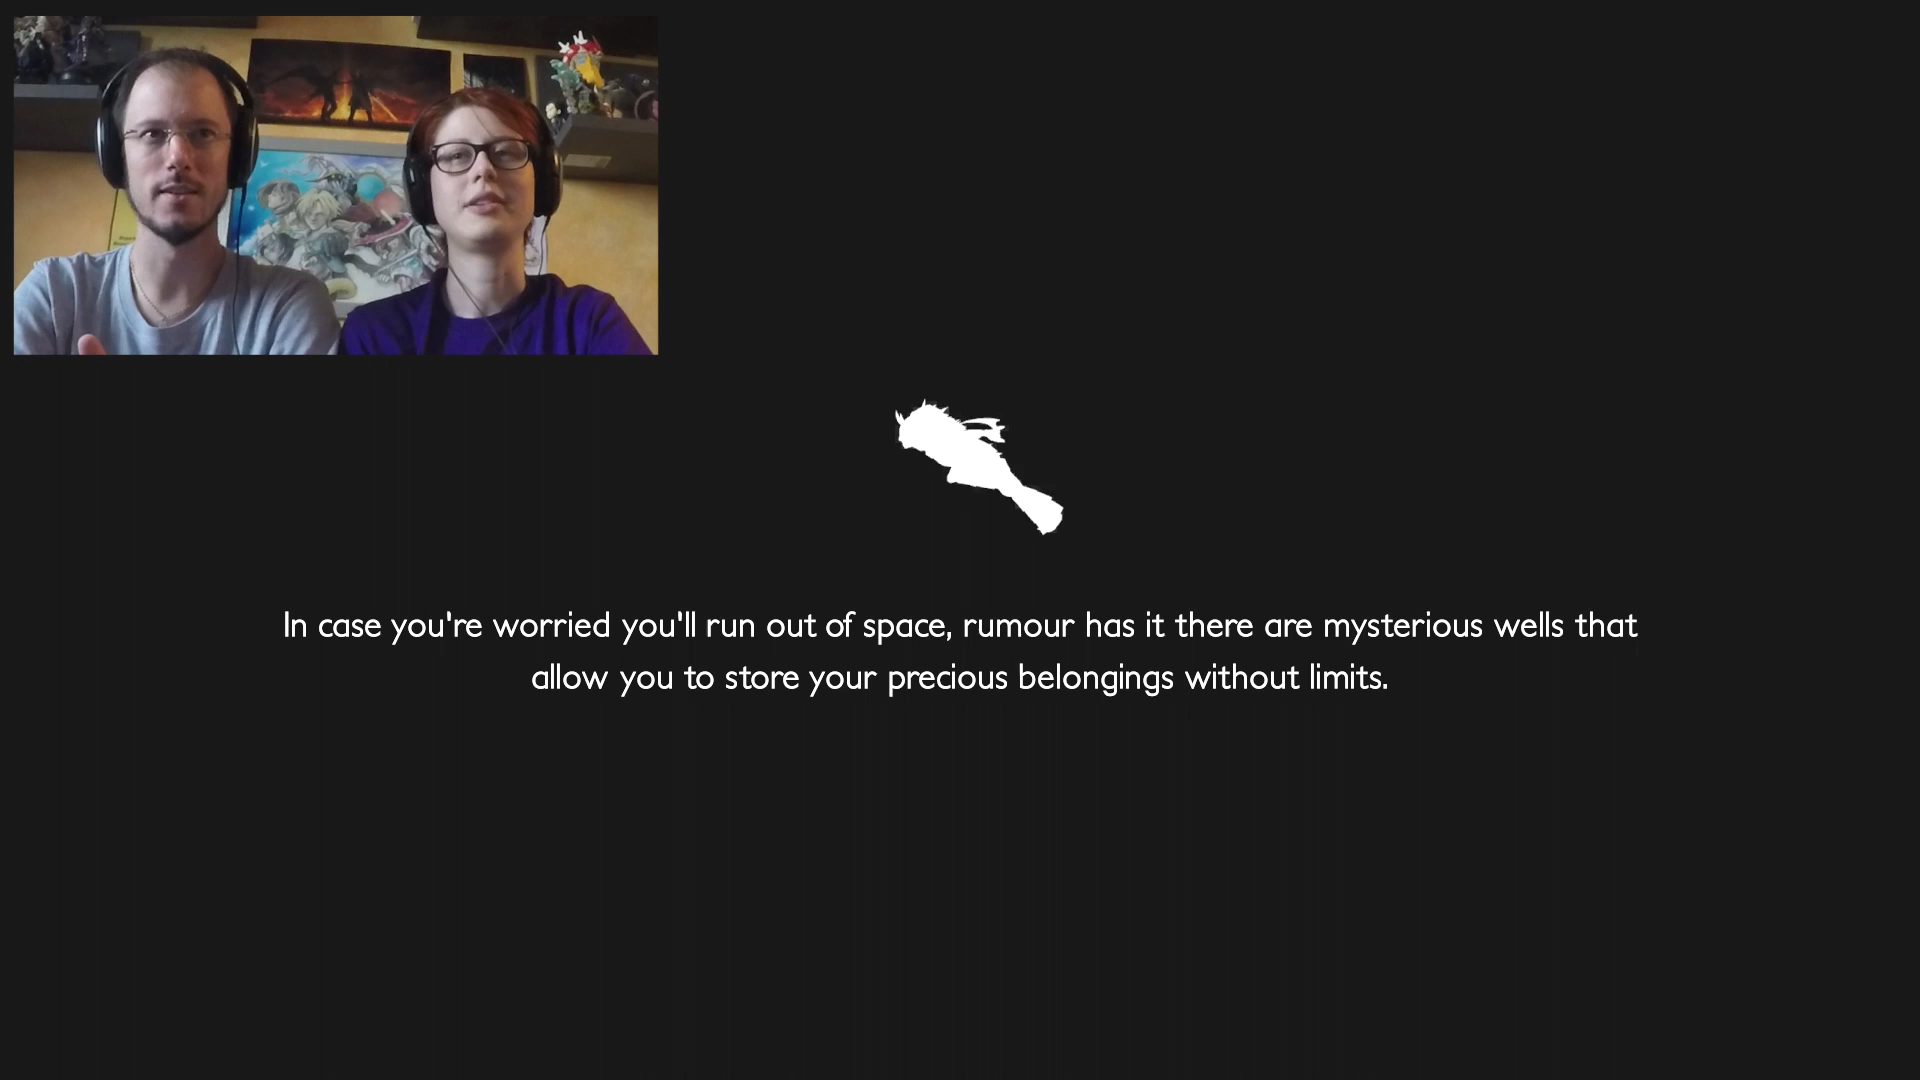 In case you're worried you'll run out of space, rumour has it there are mysterious wells that
allow you to store your precious belongings without limits.